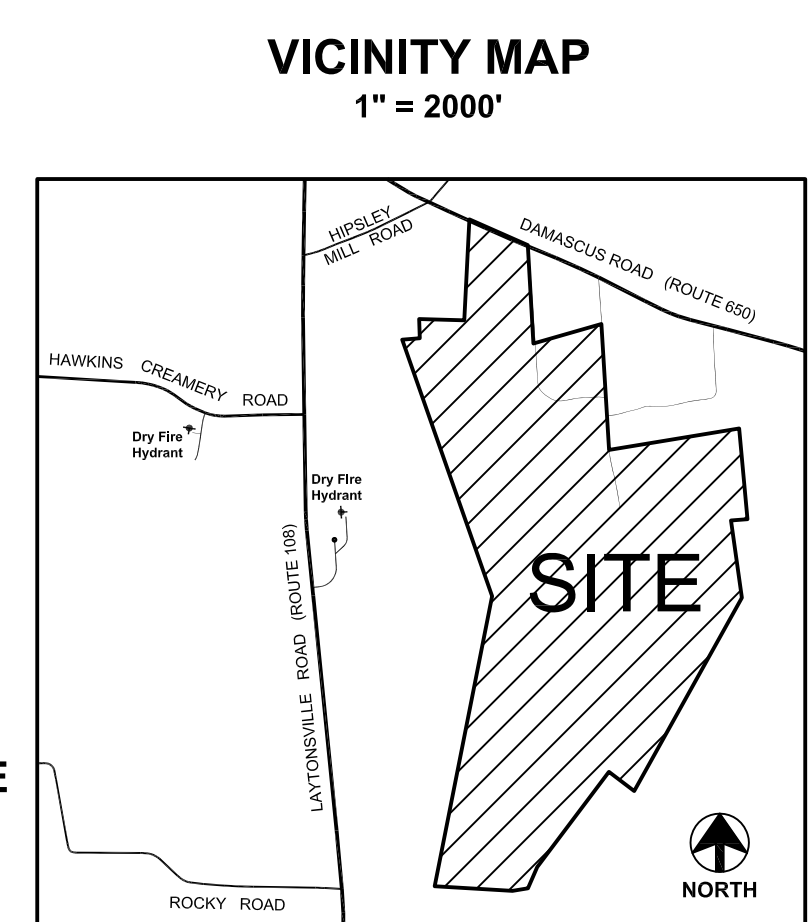 VICINITY MAP
1" = 2000'
HIPSLEY
MILL ROAD
DAMASCUS ROAD (ROUTE 650)
HAWKINS CREAMERY ROAD
Dry Fire
Hydrant
Dry FIre
Hydrant
LAYTONSVILLE ROAD (ROUTE 108)
SITE
E
ROCKY ROAD
NORTH